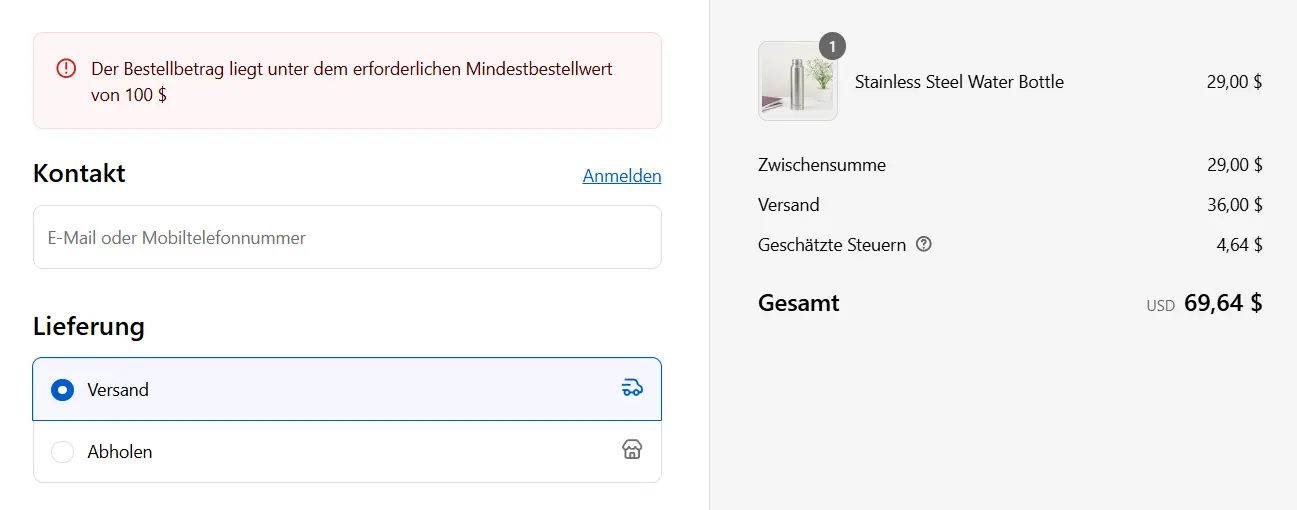 Der Bestellbetrag liegt unter dem erforderlichen Mindestbestellwert
von 100 $
Kontakt
Anmelden
E-Mail oder Mobiltelefonnummer
Lieferung
Versand
Abholen
1
Stainless Steel Water Bottle
29,00 $
Zwischensumme
29,00 $
Versand
36,00 $
Geschätzte Steuern
4,64 $
Gesamt
USD 69,64 $